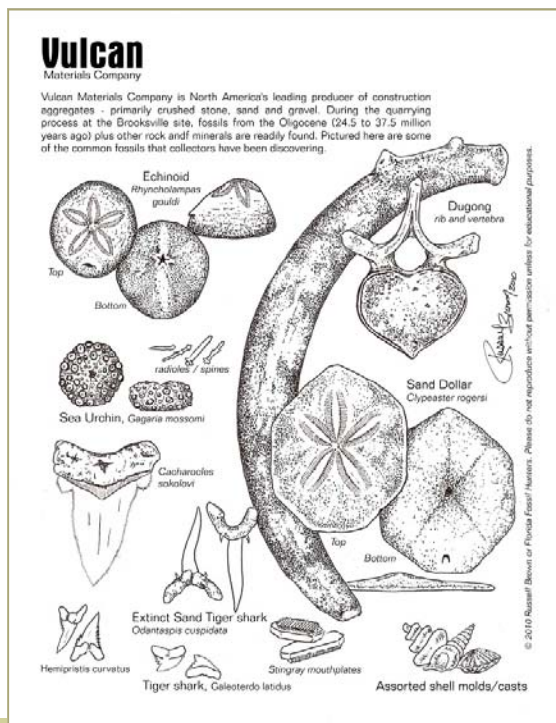 Vulcan
Materials Company
Vulcan Materials Company is North America's leading producer of construction
aggregates - primarily crushed stone, sand and gravel. During the quarrying
process at the Brooksville site, fossils from the Oligocene (24.5 to 37.5 million
years ago) plus other rock andf minerals are readily found. Pictured here are some
of the common fossils that collectors have been discovering.
Echinoid
Rhyncholampas
gouldi
Top
Bottom
Dugong
rib and vertebra
radioles / spines
Sea Urchin, Gagaria mossomi
Sand Dollar
Clypeaster rogersi
Top
Bottom
Cacharocles
sokolovi
Extinct Sand Tiger shark
Odantaspis cuspidata
Hemipristis curvatus
Tiger shark, Galeoterdo latidus
Stingray mouthplates
Assorted shell molds/casts
Russell Brown 2010
© 2010 Russell Brown or Florida Fossil Hunters. Please do not reproduce without permission unless for educational purposes.